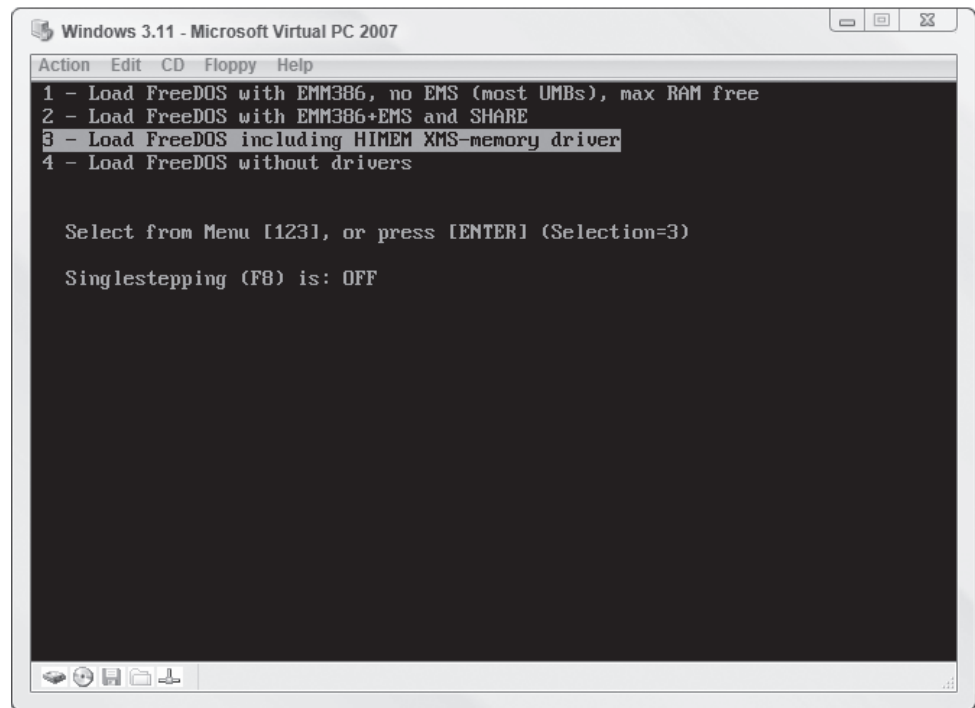 Windows 3.11 - Microsoft Virtual PC 2007
Action Edit CD Floppy Help
1 - Load FreeDOS with EMM386, no EMS (most UMBs), max RAM free
2 - Load FreeDOS with EMM386+EMS and SHARE
3 - Load FreeDOS including HIMEM XMS-memory driver
4 - Load FreeDOS without drivers
Select from Menu [123], or press [ENTER] (Selection=3)
Singlestepping (F8) is: OFF